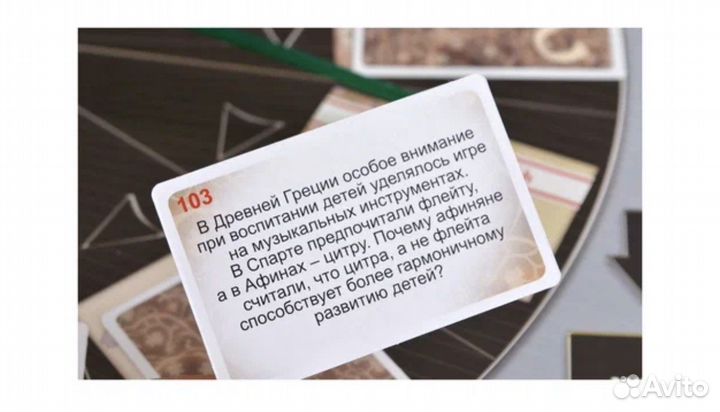 103
В Древней Греции особое внимание
при воспитании детей уделялось игре
на музыкальных инструментах.
В Спарте предпочитали флейту,
а в Афинах – цитру. Почему афиняне
считали, что цитра, а не флейта
способствует более гармоничному
развитию детей?
Avito